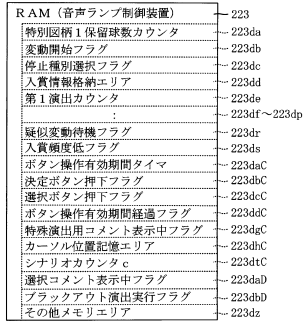 RAM(音声ランプ制御装置) 223
特別図柄1保留球数カウンタ 223da
変動開始フラグ 223db
停止種別選択フラグ 223dc
入賞情報格納エリア 223dd
第1演出カウンタ 223de
: 223df~223dp
疑似変動待機フラグ 223dr
入賞頻度低フラグ 223ds
ボタン操作有効期間タイマ 223daC
決定ボタン押下フラグ 223dbC
選択ボタン押下フラグ 223dcC
ボタン操作有効期間経過フラグ 223ddC
特殊演出用コメント表示中フラグ 223dgC
カーソル位置記憶エリア 223dhC
シナリオカウンタc 223dtC
選択コメント表示中フラグ 223daD
ブラックアウト演出実行フラグ 223dbD
その他メモリエリア 223dz